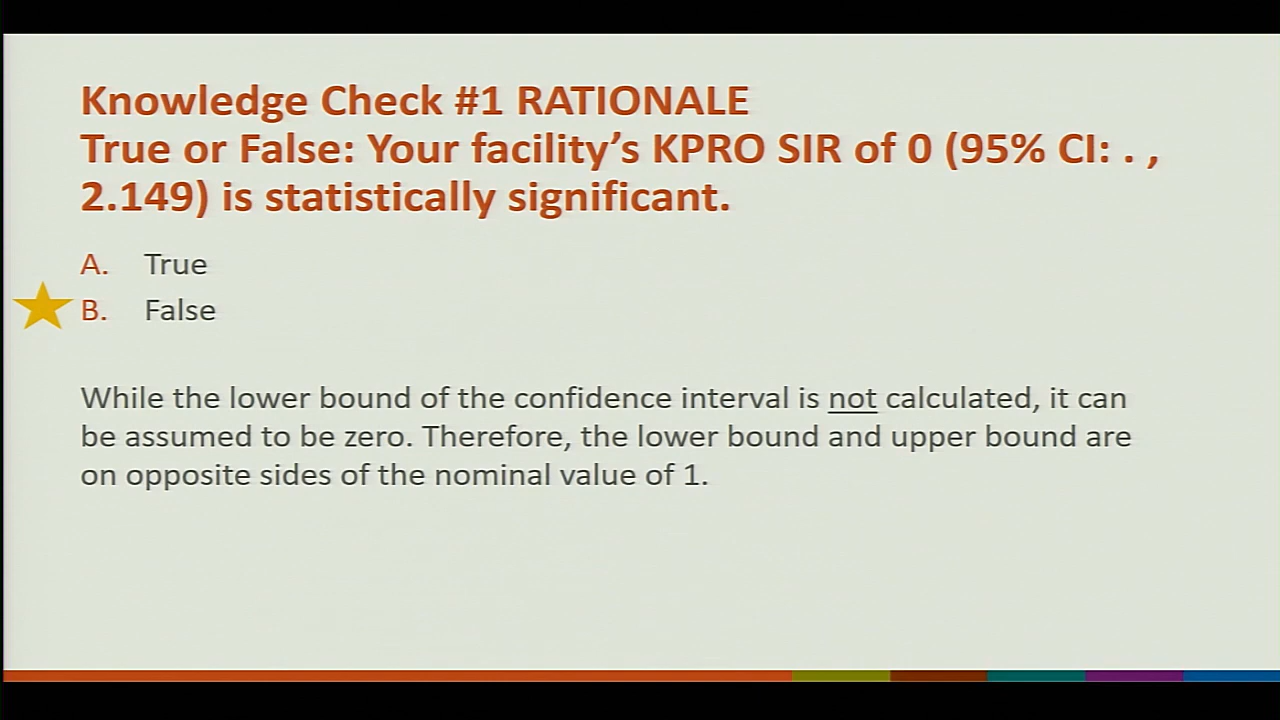 Knowledge Check #1 RATIONALE
True or False: Your facility’s KPRO SIR of 0 (95% CI: . ,
2.149) is statistically significant.
A. True
B. False
While the lower bound of the confidence interval is not calculated, it can
be assumed to be zero. Therefore, the lower bound and upper bound are
on opposite sides of the nominal value of 1.